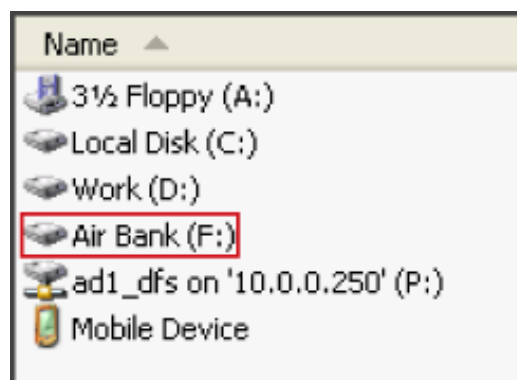 Name
3½ Floppy (A:)
Local Disk (C:)
Work (D:)
Air Bank (F:)
ad1_dfs on '10.0.0.250' (P:)
Mobile Device